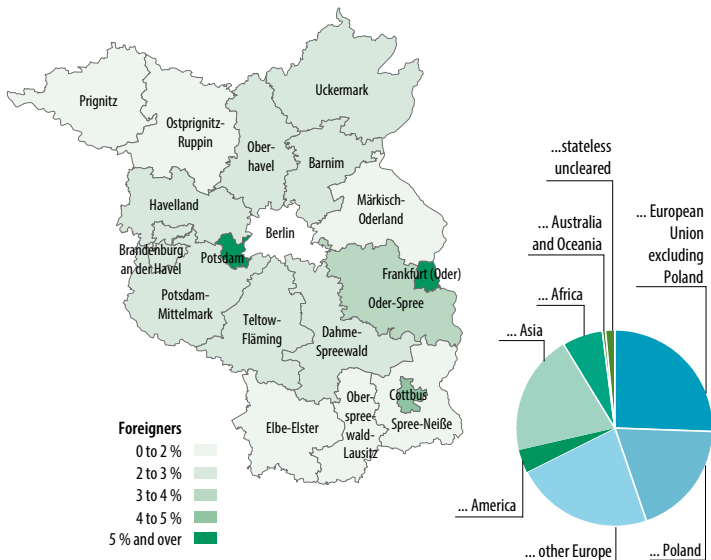 Prignitz
Ostprignitz-
Ruppin
Uckermark
Ober-
havel
Barnim
Havelland
Märkisch-
Oderland
Berlin
Brandenburg
an der Havel
Potsdam
Frankfurt (Oder)
Potsdam-
Mittelmark
Oder-Spree
Teltow-
Fläming
Dahme-
Spreewald
Cottbus
Elbe-Elster
Ober-
spree-
wald-
Lausitz
Spree-Neiße
Foreigners
0 to 2 %
2 to 3 %
3 to 4 %
4 to 5 %
5 % and over
...stateless
uncleared
... Australia
and Oceania
... European
Union
excluding
Poland
... Africa
... Asia
... America
... other Europe
... Poland